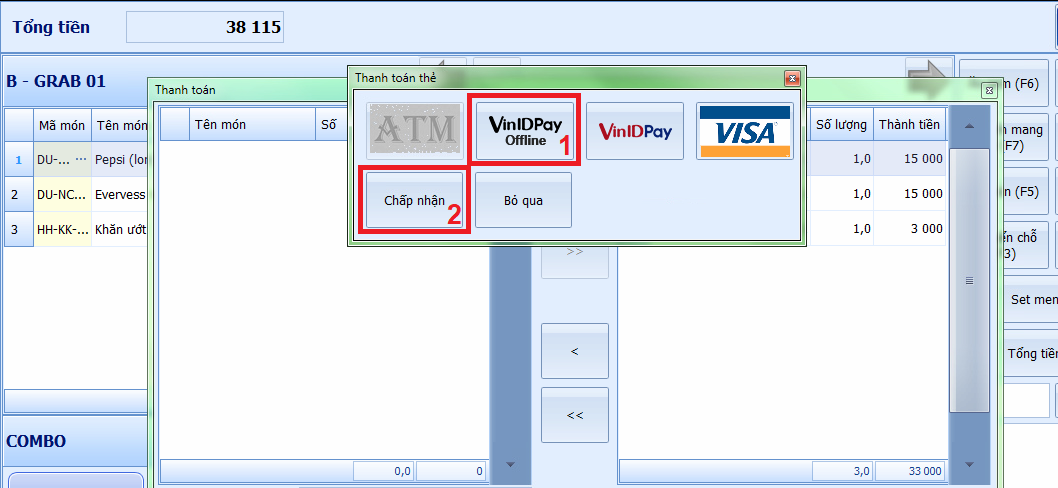 Tổng tiền
38 115
B - GRAB 01
Thanh toán thẻ
Thanh toán
ATM
VinIDPay
Offline
1
VinIDPay
VISA
Chấp nhận
2
Bỏ qua
(F6)
mang
(F7)
(F5)
chỗ
Set men
Tổng tiền
Mã món
Tên món
1
DU-... ...
Pepsi (lon
2
DU-NC...
Evervess
3
HH-KK-...
Khăn ướt
Tên món
Số
Số lượng
Thành tiền
1,0
15 000
1,0
15 000
1,0
3 000
>>
<
<<
0,0
0
3,0
33 000
COMBO